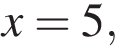 x = 5,